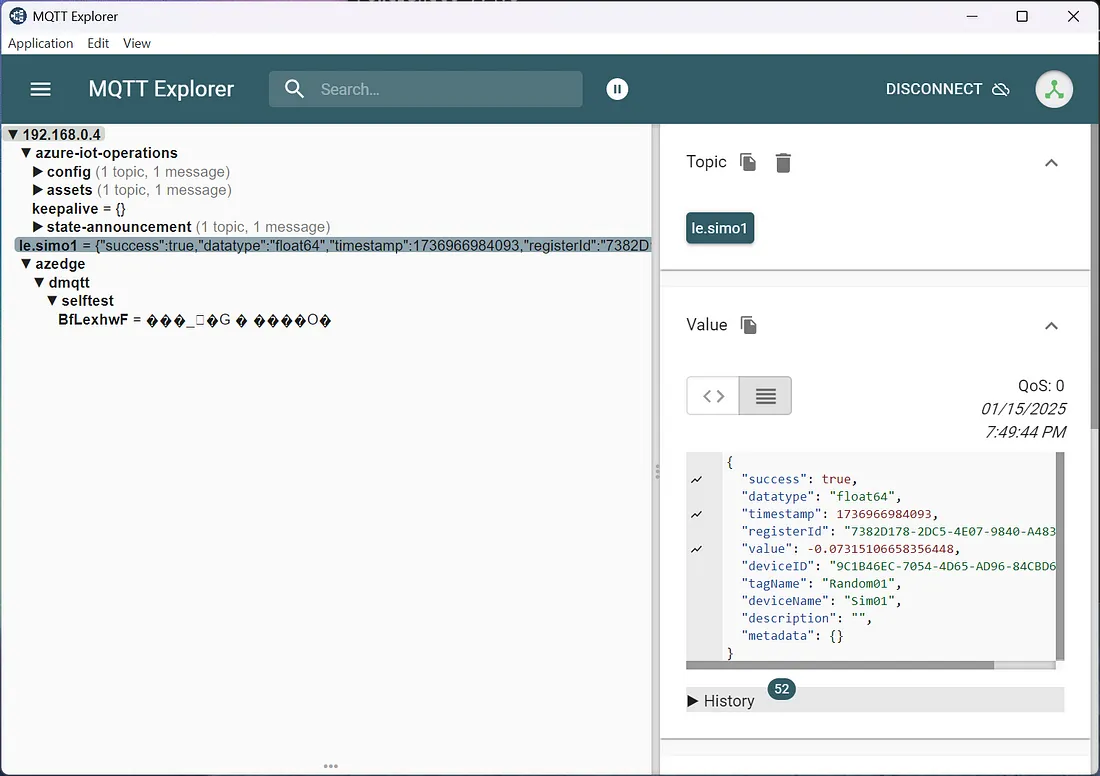 MQTT Explorer
Application Edit View
MQTT Explorer Search... DISCONNECT
▼ 192.168.0.4
▼ azure-iot-operations
▶ config (1 topic, 1 message)
▶ assets (1 topic, 1 message)
keepalive = {}
▶ state-announcement (1 topic, 1 message)
le.simo1 = {"success":true,"datatype":"float64","timestamp":1736966984093,"registerId":"7382D
▼ azedge
▼ dmqtt
▼ selftest
BfLexhwF = ���_�G � ����O�
Topic
le.simo1
Value
QoS: 0
01/15/2025
7:49:44 PM
{
"success": true,
"datatype": "float64",
"timestamp": 1736966984093,
"registerId": "7382D178-2DC5-4E07-9840-A483
"value": -0.07315106658356448,
"deviceID": "9C1B46EC-7054-4D65-AD96-84CBD6
"tagName": "Random01",
"deviceName": "Sim01",
"description": "",
"metadata": {}
}
▶ History 52